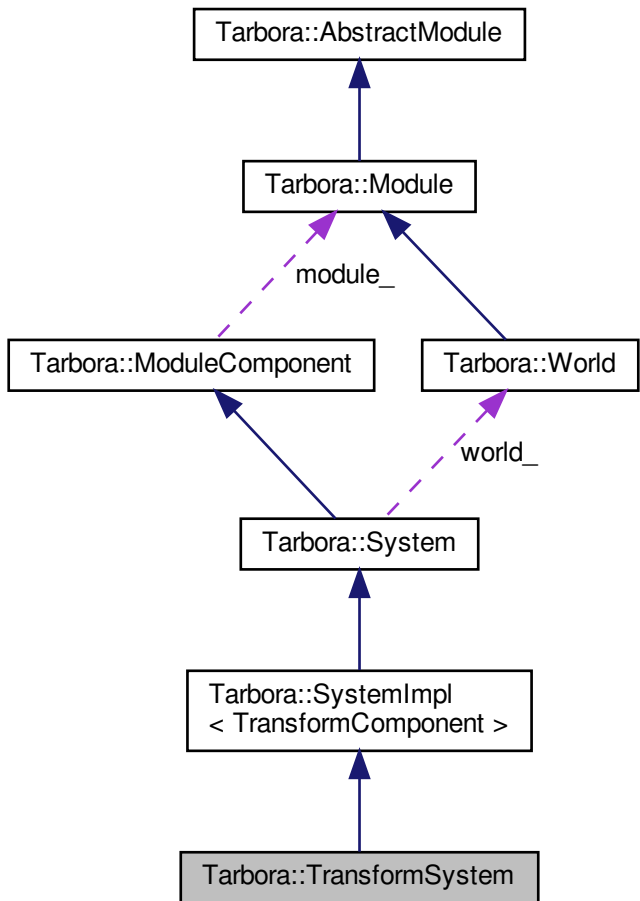 Tarbora::AbstractModule
Tarbora::Module
module_
Tarbora::ModuleComponent
Tarbora::World
world_
Tarbora::System
Tarbora::SystemImpl
< TransformComponent >
Tarbora::TransformSystem